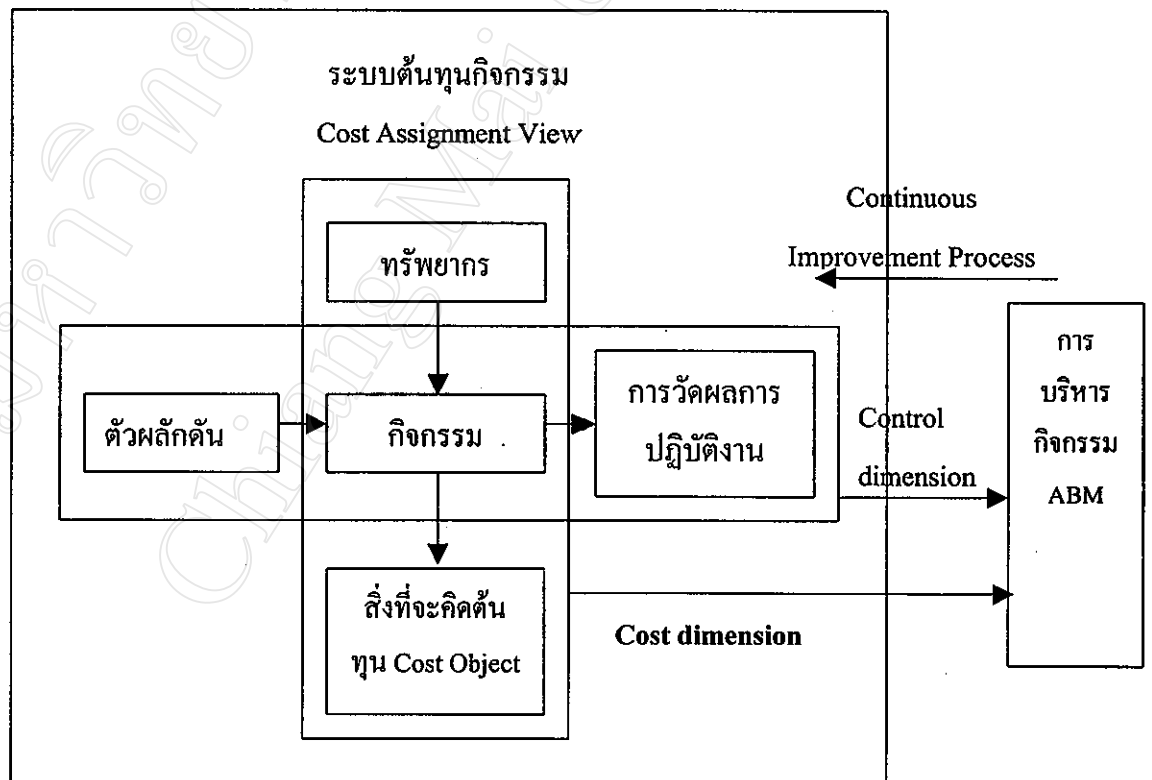 ระบบต้นทุนกิจกรรม
Cost Assignment View
Continuous
Improvement Process
ทรัพยากร
ตัวผลักดัน
กิจกรรม
การวัดผลการ
ปฏิบัติงาน
Control
dimension
การ
บริหาร
กิจกรรม
ABM
สิ่งที่จะคิดต้น
ทุน Cost Object
Cost dimension
Chiang Mai